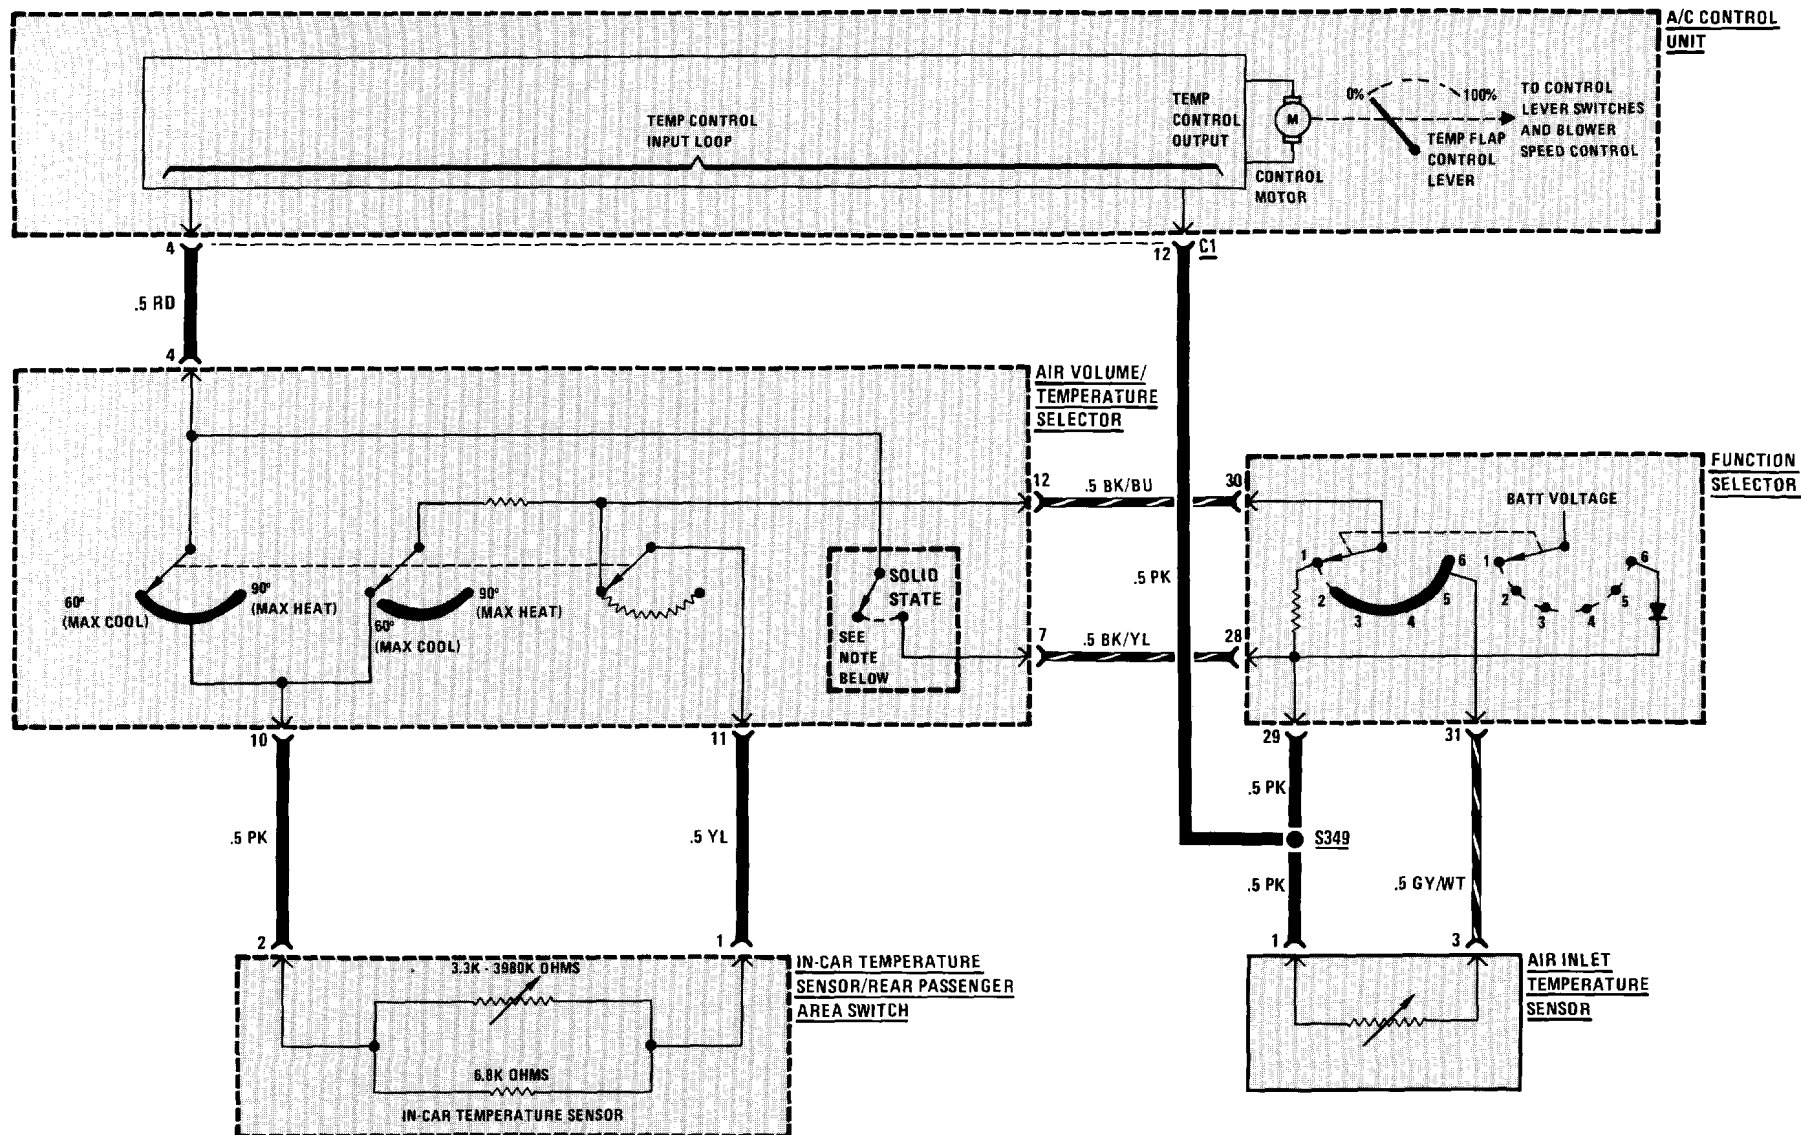 A/C CONTROL
UNIT
TEMP CONTROL
INPUT LOOP
TEMP
CONTROL
OUTPUT
M
CONTROL
MOTOR
0%
100%
TEMP FLAP
CONTROL
LEVER
TO CONTROL
LEVER SWITCHES
AND BLOWER
SPEED CONTROL
4
12
C1
.5 RD
4
AIR VOLUME/
TEMPERATURE
SELECTOR
60°
(MAX COOL)
90°
(MAX HEAT)
60°
(MAX COOL)
90°
(MAX HEAT)
SOLID
STATE
SEE
NOTE
BELOW
12
.5 BK/BU
30
.5 PK
7
.5 BK/YL
28
FUNCTION
SELECTOR
BATT VOLTAGE
1
2
3
4
5
6
1
2
3
4
5
6
10
11
29
31
.5 PK
.5 YL
.5 PK
S349
.5 PK
.5 GY/WT
2
1
1
3
3.3K - 3980K OHMS
6.8K OHMS
IN-CAR TEMPERATURE SENSOR
IN-CAR TEMPERATURE
SENSOR/REAR PASSENGER
AREA SWITCH
AIR INLET
TEMPERATURE
SENSOR